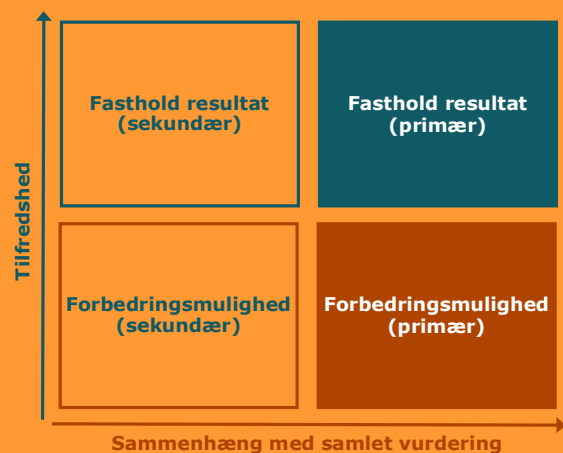 Tilfredshed
Fasthold resultat
(sekundær)
Fasthold resultat
(primær)
Forbedringsmulighed
(sekundær)
Forbedringsmulighed
(primær)
Sammenhæng med samlet vurdering